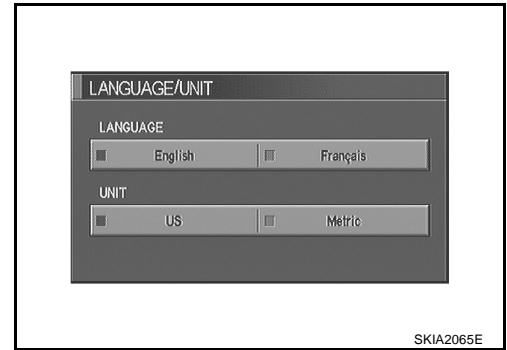 LANGUAGE/UNIT
LANGUAGE
English Français
UNIT
US Metric
SKIA2065E